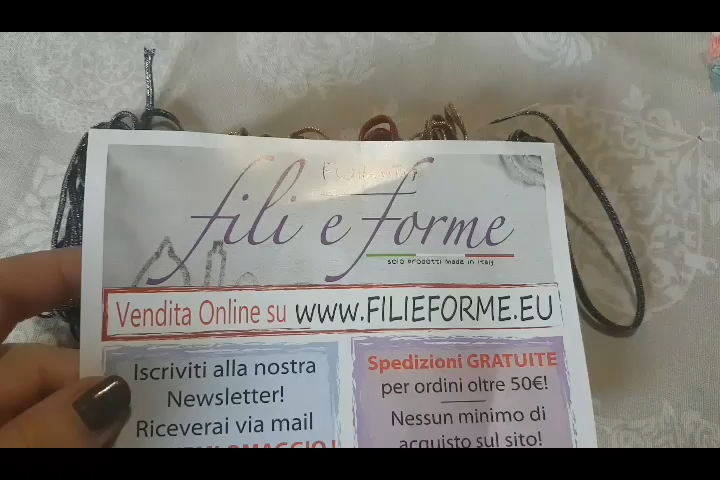 fili e forme
solo prodotti made in Italy
Vendita Online su WWW.FILIEFORME.EU
Iscriviti alla nostra
Newsletter!
Riceverai via mail
OMAGGIO!
Spedizioni GRATUITE
per ordini oltre 50€!
Nessun minimo di
acquisto sul sito!